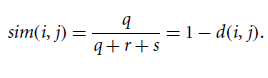 sim(i, j) = q / (q + r + s) = 1 − d(i, j).